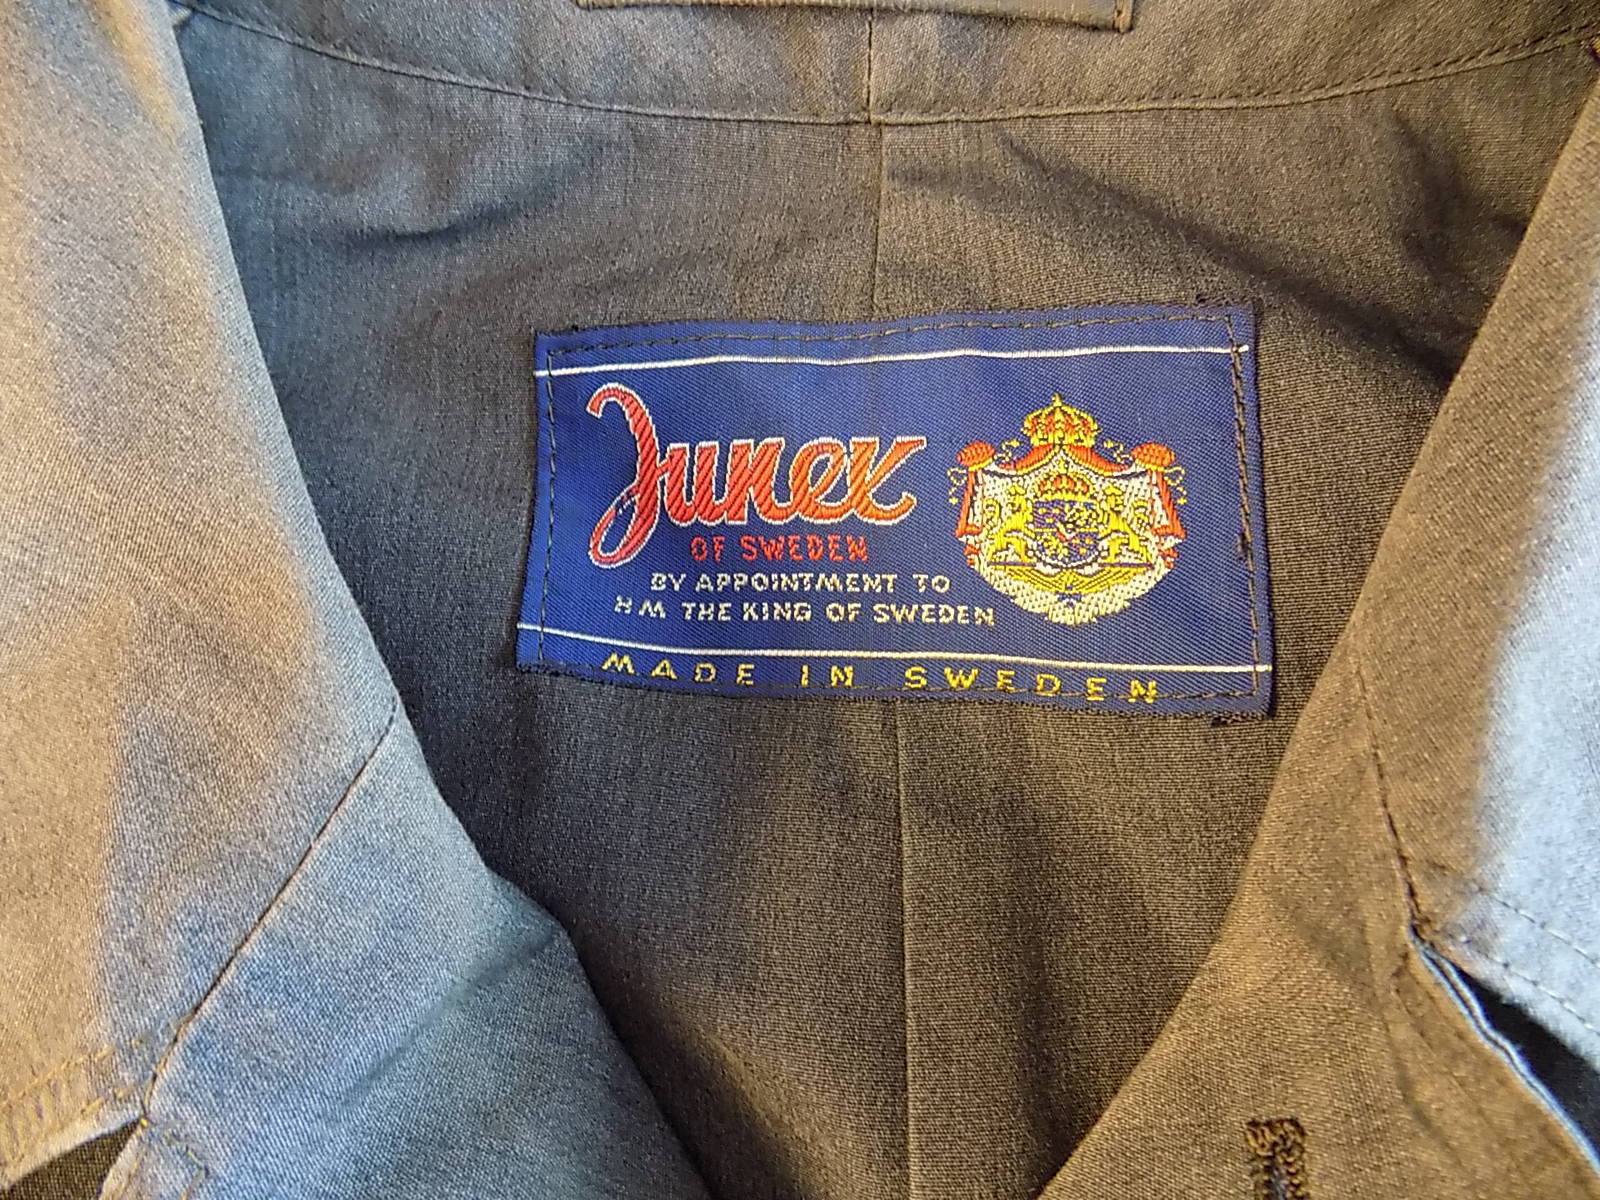 Junex
OF SWEDEN
BY APPOINTMENT TO
H M THE KING OF SWEDEN
MADE IN SWEDEN